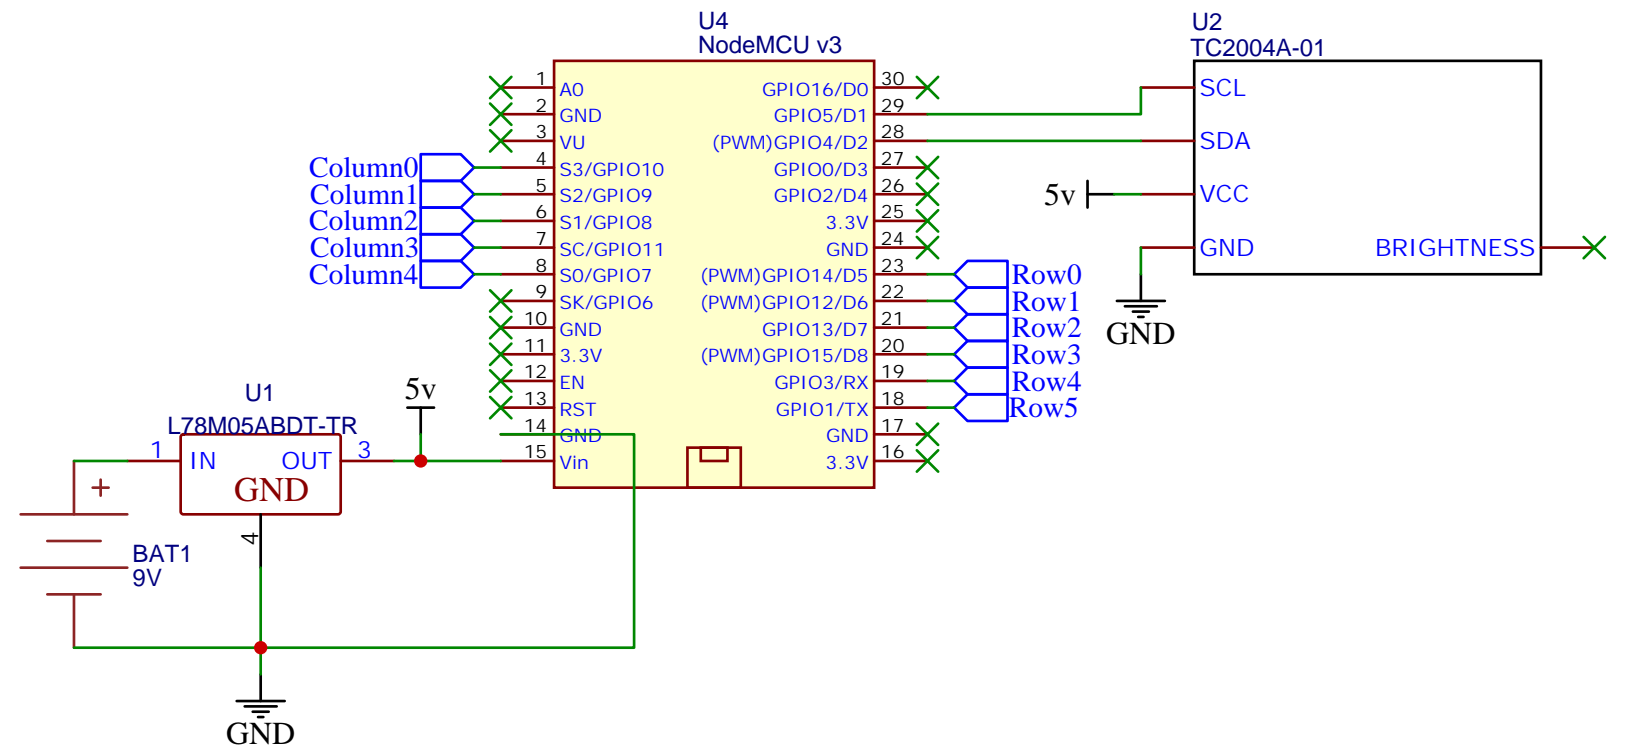 U4
NodeMCU v3
U2
TC2004A-01
1 A0
2 GND
3 VU
Column0 4 S3/GPIO10
Column1 5 S2/GPIO9
Column2 6 S1/GPIO8
Column3 7 SC/GPIO11
Column4 8 S0/GPIO7
9 SK/GPIO6
10 GND
11 3.3V
12 EN
13 RST
14 GND
15 Vin
GPIO16/D0 30
GPIO5/D1 29
(PWM)GPIO4/D2 28
GPIO0/D3 27
GPIO2/D4 26
3.3V 25
GND 24
(PWM)GPIO14/D5 23 Row0
(PWM)GPIO12/D6 22 Row1
GPIO13/D7 21 Row2
(PWM)GPIO15/D8 20 Row3
GPIO3/RX 19 Row4
GPIO1/TX 18 Row5
GND 17
3.3V 16
SCL
SDA
5v VCC
GND BRIGHTNESS
GND
U1
L78M05ABDT-TR
5v
1 IN OUT 3
GND
+
4
BAT1
9V
GND